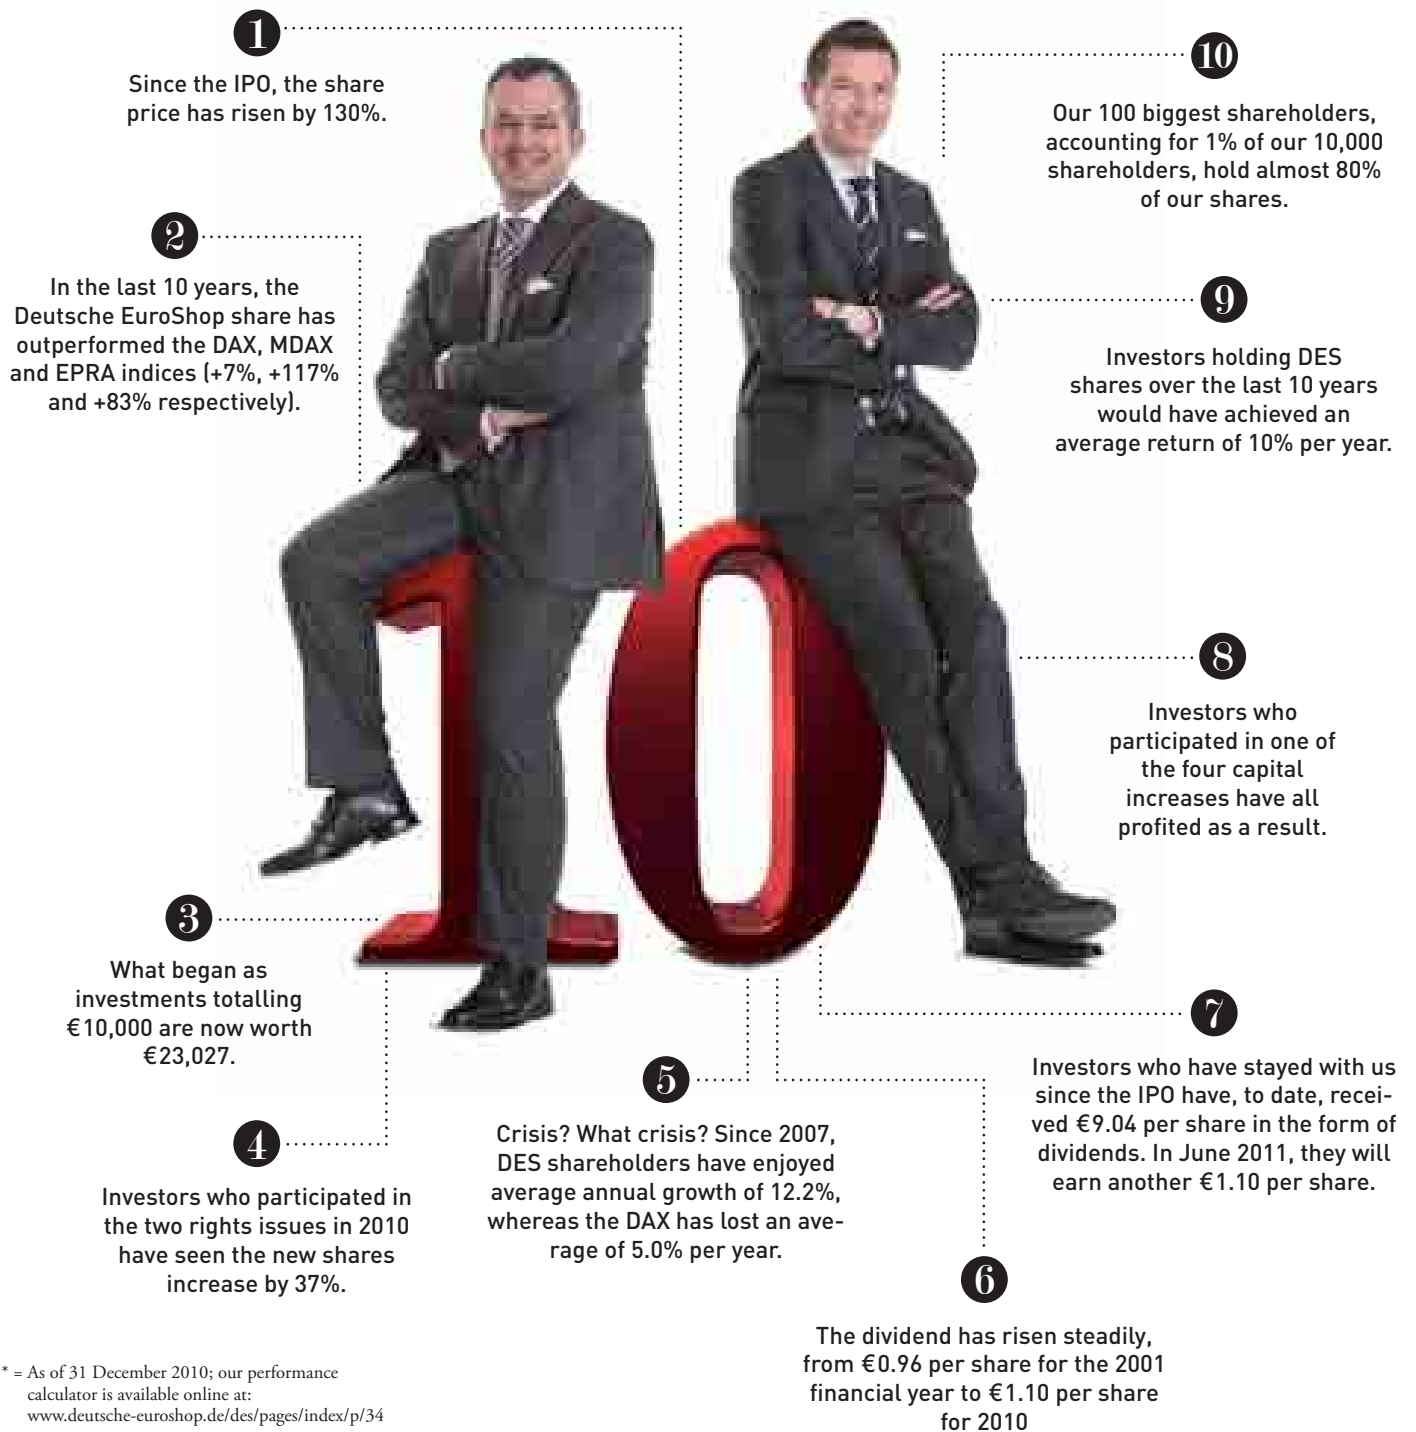 1
Since the IPO, the share
price has risen by 130%.
2
In the last 10 years, the
Deutsche EuroShop share has
outperformed the DAX, MDAX
and EPRA indices (+7%, +117%
and +83% respectively).
3
What began as
investments totalling
€10,000 are now worth
€23,027.
4
Investors who participated in
the two rights issues in 2010
have seen the new shares
increase by 37%.
5
Crisis? What crisis? Since 2007,
DES shareholders have enjoyed
average annual growth of 12.2%,
whereas the DAX has lost an ave-
rage of 5.0% per year.
6
The dividend has risen steadily,
from €0.96 per share for the 2001
financial year to €1.10 per share
for 2010
7
Investors who have stayed with us
since the IPO have, to date, recei-
ved €9.04 per share in the form of
dividends. In June 2011, they will
earn another €1.10 per share.
8
Investors who
participated in one of
the four capital
increases have all
profited as a result.
9
Investors holding DES
shares over the last 10 years
would have achieved an
average return of 10% per year.
10
Our 100 biggest shareholders,
accounting for 1% of our 10,000
shareholders, hold almost 80%
of our shares.
10
* = As of 31 December 2010; our performance
calculator is available online at:
www.deutsche-euroshop.de/des/pages/index/p/34